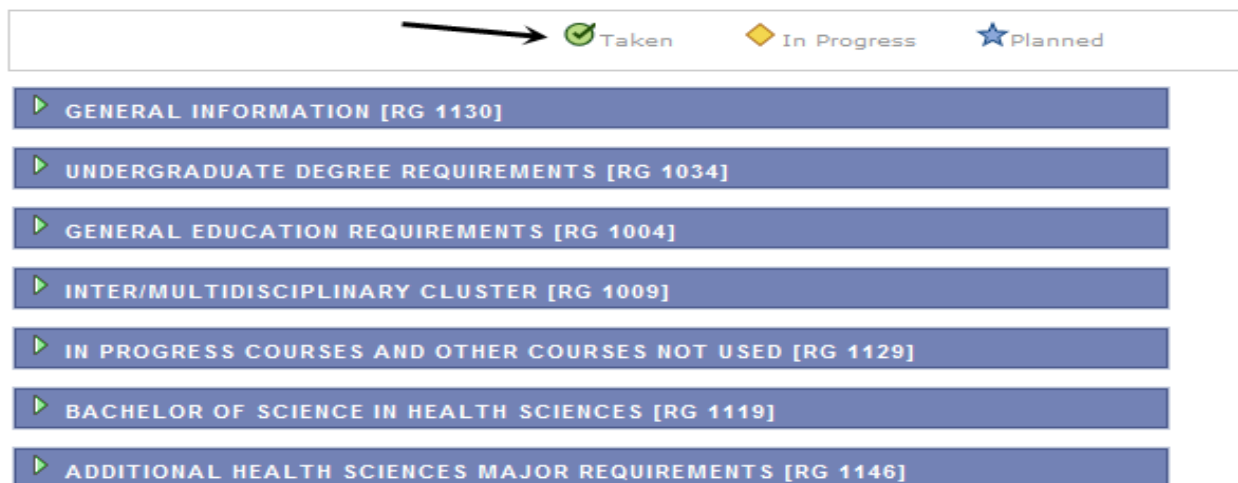 Taken In Progress Planned
GENERAL INFORMATION [RG 1130]
UNDERGRADUATE DEGREE REQUIREMENTS [RG 1034]
GENERAL EDUCATION REQUIREMENTS [RG 1004]
INTER/MULTIDISCIPLINARY CLUSTER [RG 1009]
IN PROGRESS COURSES AND OTHER COURSES NOT USED [RG 1129]
BACHELOR OF SCIENCE IN HEALTH SCIENCES [RG 1119]
ADDITIONAL HEALTH SCIENCES MAJOR REQUIREMENTS [RG 1146]